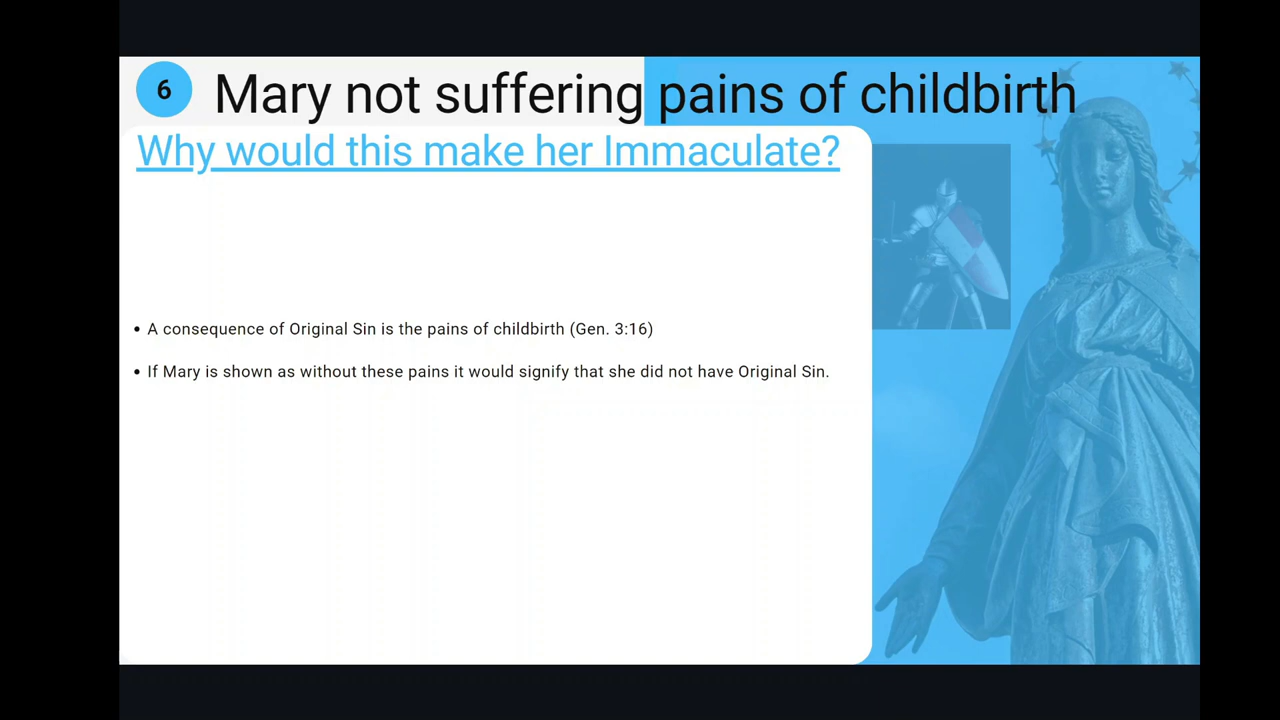 6
Mary not suffering pains of childbirth
Why would this make her Immaculate?
• A consequence of Original Sin is the pains of childbirth (Gen. 3:16)
• If Mary is shown as without these pains it would signify that she did not have Original Sin.